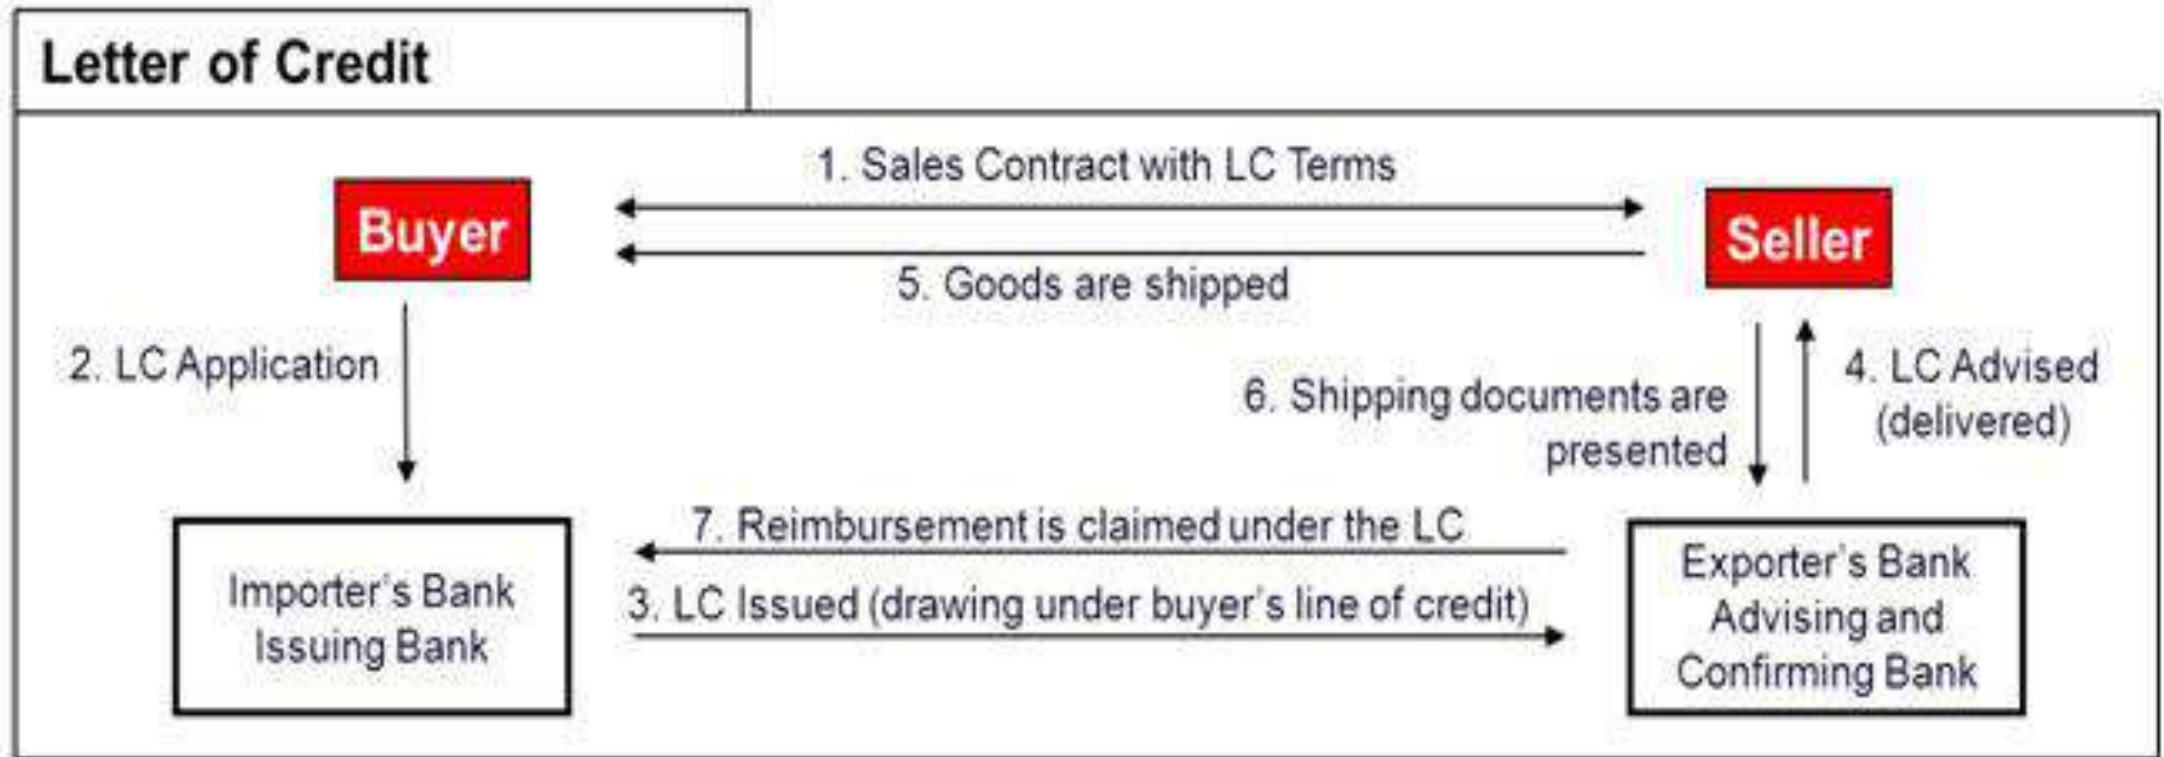 Letter of Credit
1. Sales Contract with LC Terms
Buyer
Seller
5. Goods are shipped
2. LC Application
6. Shipping documents are
presented
4. LC Advised
(delivered)
7. Reimbursement is claimed under the LC
3. LC Issued (drawing under buyer's line of credit)
Importer's Bank
Issuing Bank
Exporter's Bank
Advising and
Confirming Bank